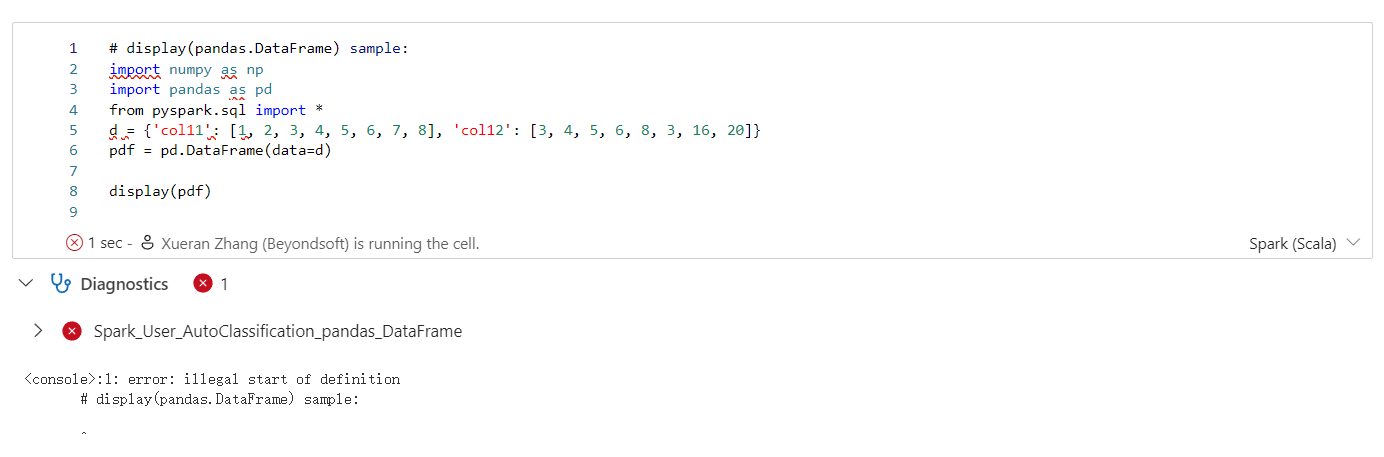 1 # display(pandas.DataFrame) sample:
2 import numpy as np
3 import pandas as pd
4 from pyspark.sql import *
5 d = {'col11': [1, 2, 3, 4, 5, 6, 7, 8], 'col12': [3, 4, 5, 6, 8, 3, 16, 20]}
6 pdf = pd.DataFrame(data=d)
7
8 display(pdf)
9
1 sec - Xueran Zhang (Beyondsoft) is running the cell. Spark (Scala)
Diagnostics 1
Spark_User_AutoClassification_pandas_DataFrame
<console>:1: error: illegal start of definition
# display(pandas.DataFrame) sample:
^